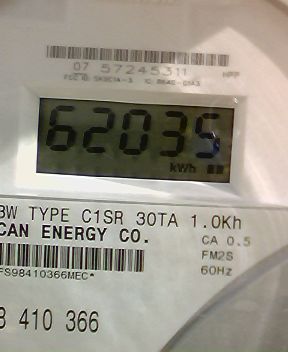 07 57245311
62035
kWh
3W TYPE C1SR 30TA 1.0Kh
CAN ENERGY CO.
CA 0.5
FM2S
60Hz
FS98410366MEC*
410 366